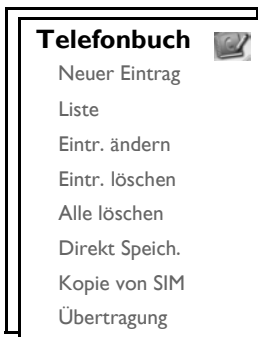 Telefonbuch
Neuer Eintrag
Liste
Eintr. ändern
Eintr. löschen
Alle löschen
Direkt Speich.
Kopie von SIM
Übertragung